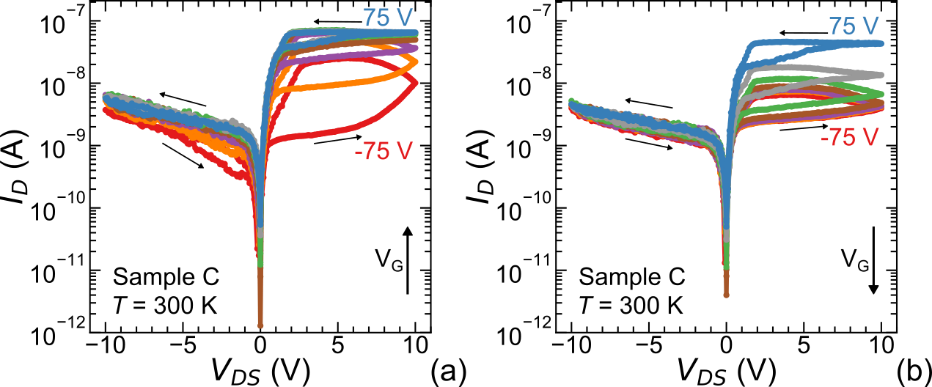 10⁻⁷
10⁻⁸
10⁻⁹
10⁻¹⁰
10⁻¹¹
10⁻¹²
I_D (A)
75 V
-75 V
V_G
Sample C
T = 300 K
−10 −5 0 5 10
V_DS (V)
(a)
10⁻⁷
10⁻⁸
10⁻⁹
10⁻¹⁰
10⁻¹¹
10⁻¹²
I_D (A)
75 V
-75 V
V_G
Sample C
T = 300 K
−10 −5 0 5 10
V_DS (V)
(b)